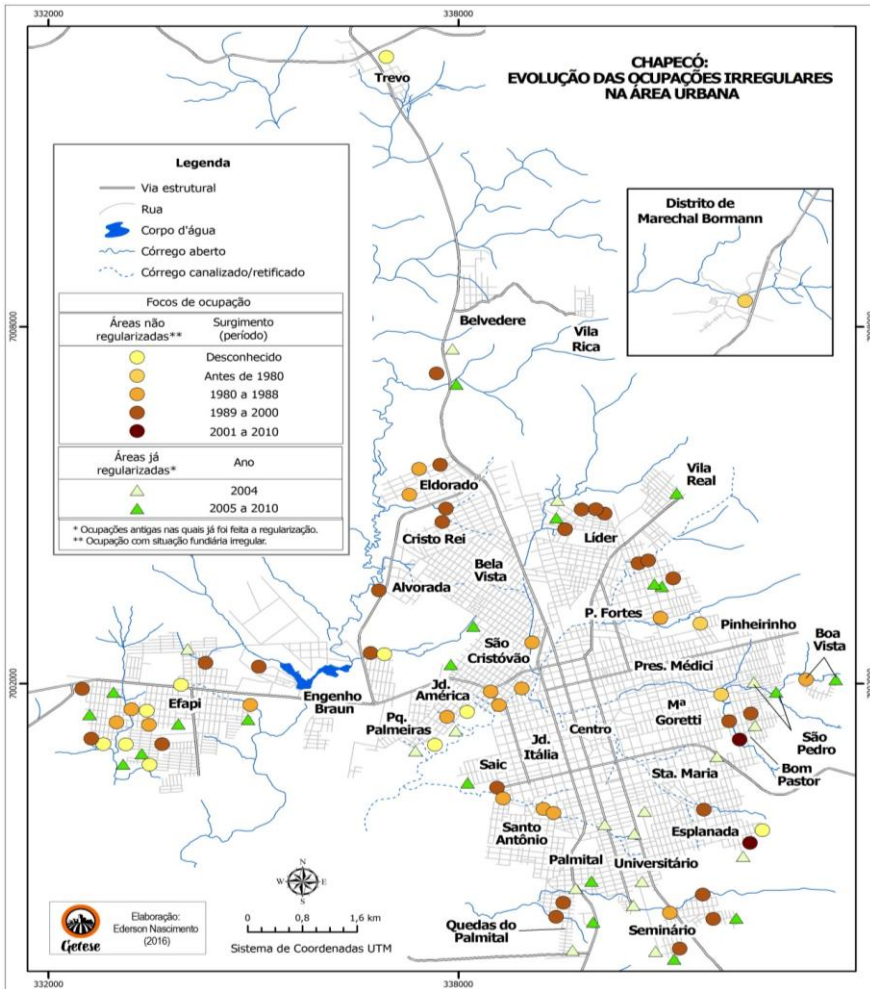 332000
338000
CHAPECÓ:
EVOLUÇÃO DAS OCUPAÇÕES IRREGULARES
NA ÁREA URBANA
Trevo
Legenda
Via estrutural
Rua
Corpo d'água
Córrego aberto
Córrego canalizado/retificado
Focos de ocupação
Áreas não
regularizadas**
Surgimento
(período)
Desconhecido
Antes de 1980
1980 a 1988
1989 a 2000
2001 a 2010
Áreas já
regularizadas*
Ano
2004
2005 a 2010
* Ocupações antigas nas quais já foi feita a regularização.
** Ocupação com situação fundiária irregular.
Distrito de
Marechal Bormann
7008000
Belvedere
Vila
Rica
Eldorado
Vila
Real
Cristo Rei
Líder
Bela
Vista
Alvorada
P. Fortes
Pinheirinho
Boa
Vista
São
Cristóvão
Pres. Médici
7002000
7002000
Efapi
Engenho
Braun
Jd.
América
Pq.
Palmeiras
Mª
Goretti
Centro
Jd.
Itália
São
Pedro
Bom
Pastor
Saic
Sta. Maria
Santo
Antônio
Esplanada
Palmital
Universitário
Quedas do
Palmital
Seminário
Getese
Elaboração:
Ederson Nascimento
(2016)
N
W
E
S
0
0,8
1,6 km
Sistema de Coordenadas UTM
332000
338000